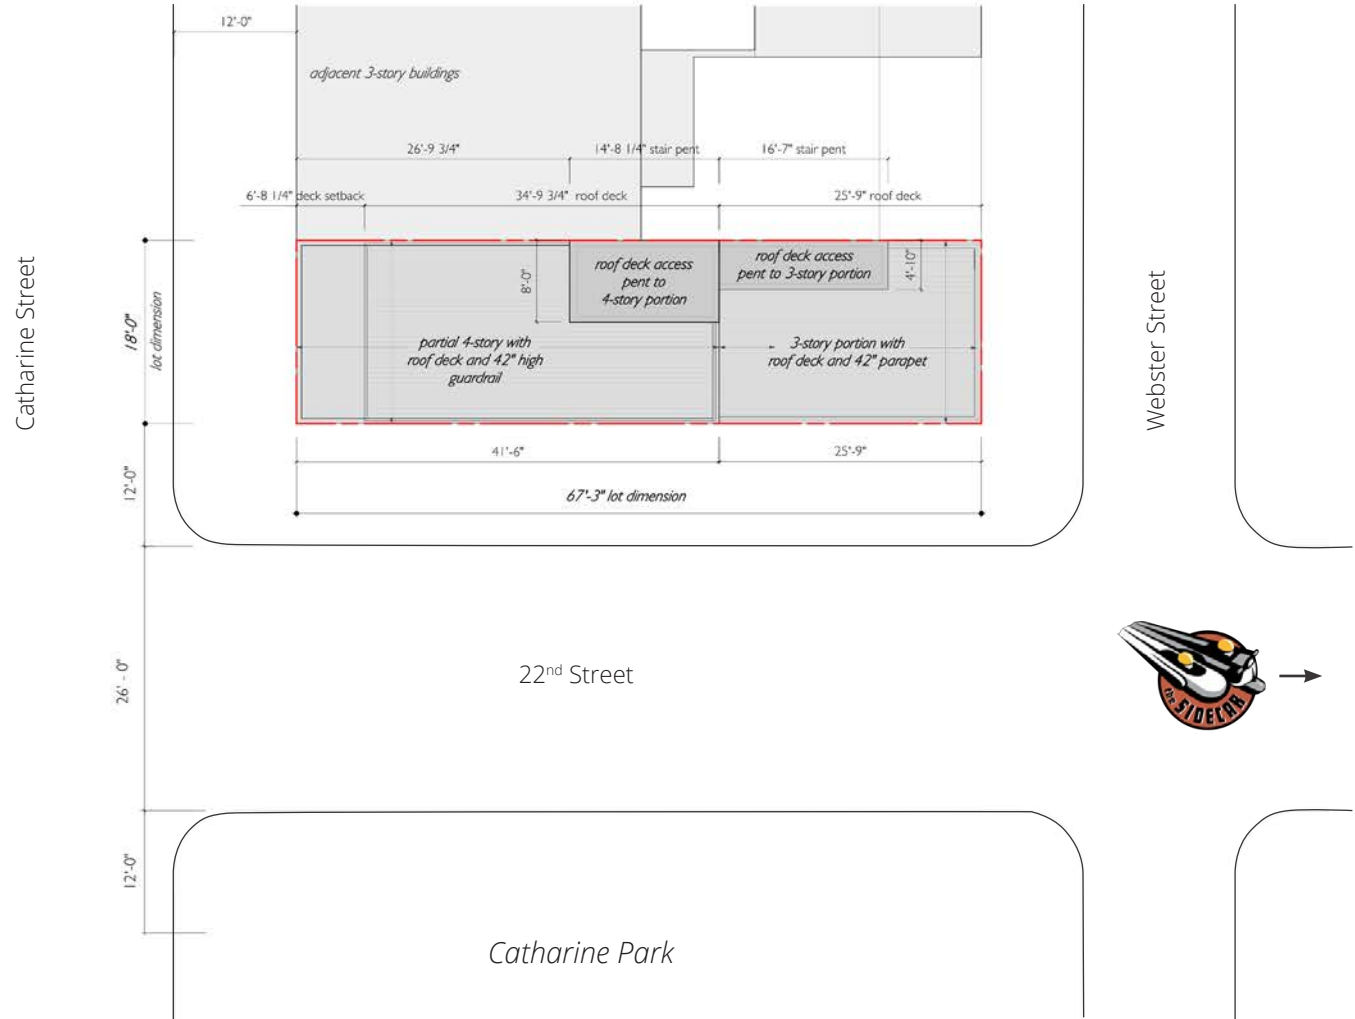 12'-0"
adjacent 3-story buildings
26'-9 3/4"
14'-8 1/4" stair pent
16'-7" stair pent
6'-8 1/4" deck setback
34'-9 3/4" roof deck
25'-9" roof deck
Catharine Street
18'-0"
lot dimension
8'-0"
roof deck access
pent to
4-story portion
roof deck access
pent to 3-story portion
4'-10"
Webster Street
partial 4-story with
roof deck and 42" high
guardrail
3-story portion with
roof deck and 42" parapet
12'-0"
41'-6"
25'-9"
67'-3" lot dimension
26' - 0"
22nd Street
the
SIDECAR
12'-0"
Catharine Park